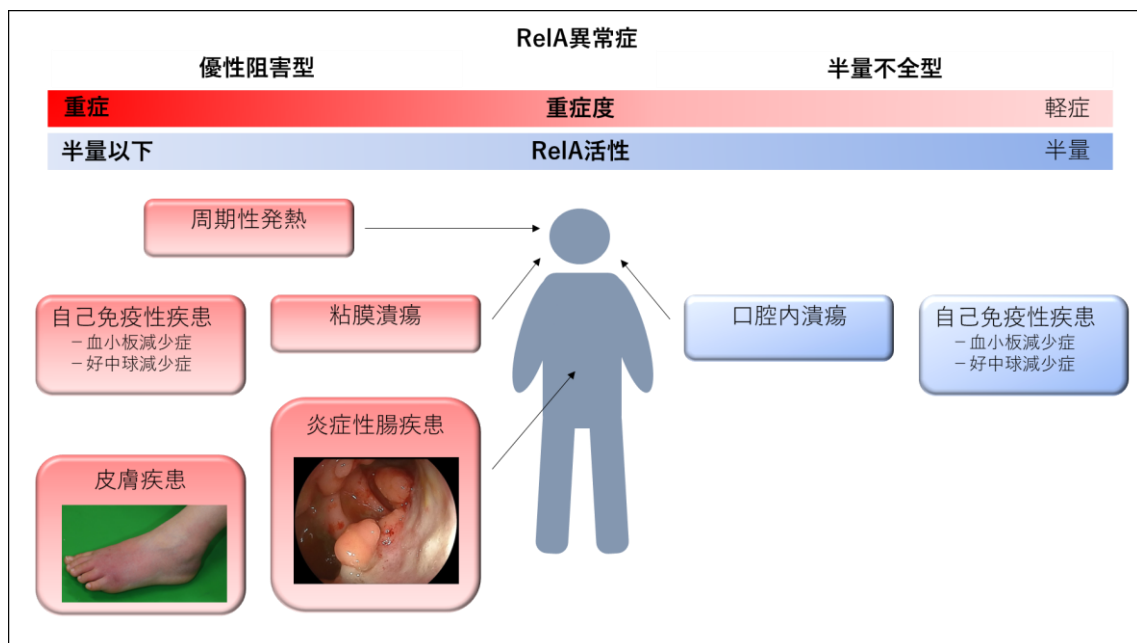 RelA異常症
優性阻害型
半量不全型
重症 重症度 軽症
半量以下 RelA活性 半量
周期性発熱
自己免疫性疾患
－血小板減少症
－好中球減少症
粘膜潰瘍
口腔内潰瘍
自己免疫性疾患
－血小板減少症
－好中球減少症
炎症性腸疾患
皮膚疾患